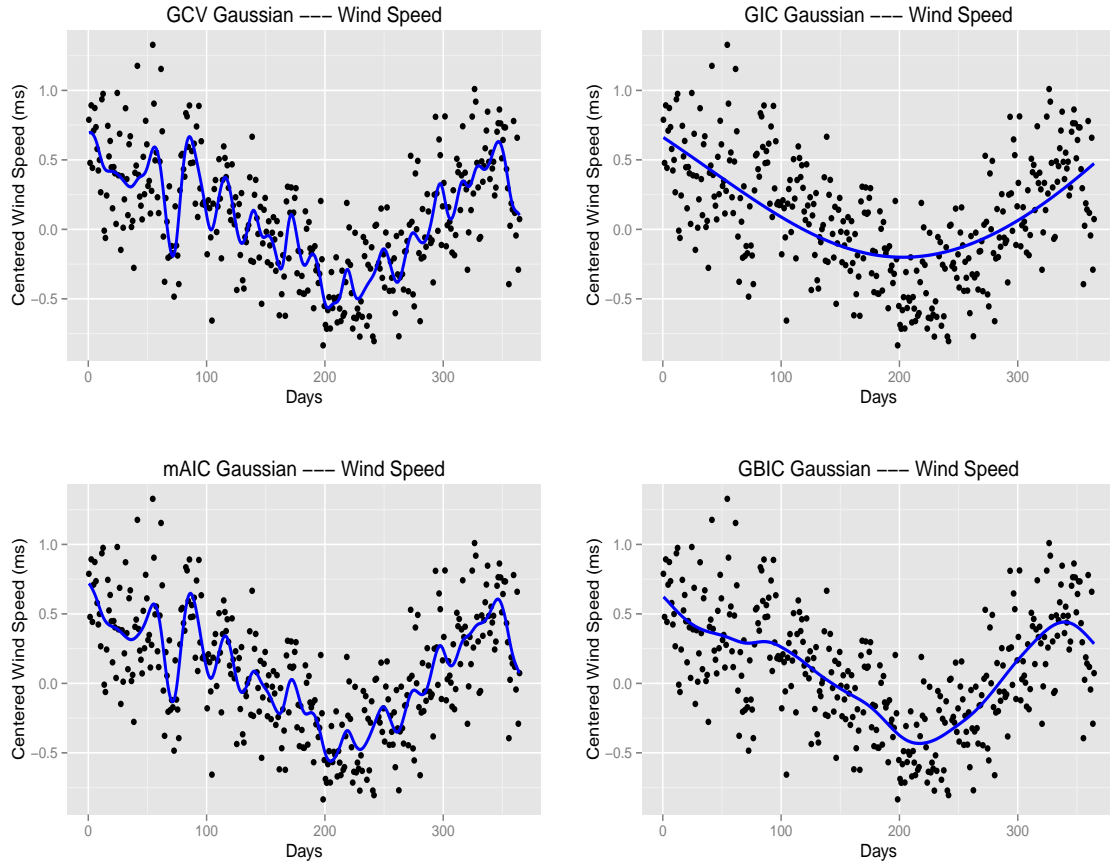 GCV Gaussian −−− Wind Speed
Centered Wind Speed (ms)
1.0
0.5
0.0
−0.5
0
100
200
300
Days
GIC Gaussian −−− Wind Speed
Centered Wind Speed (ms)
1.0
0.5
0.0
−0.5
0
100
200
300
Days
mAIC Gaussian −−− Wind Speed
Centered Wind Speed (ms)
1.0
0.5
0.0
−0.5
0
100
200
300
Days
GBIC Gaussian −−− Wind Speed
Centered Wind Speed (ms)
1.0
0.5
0.0
−0.5
0
100
200
300
Days